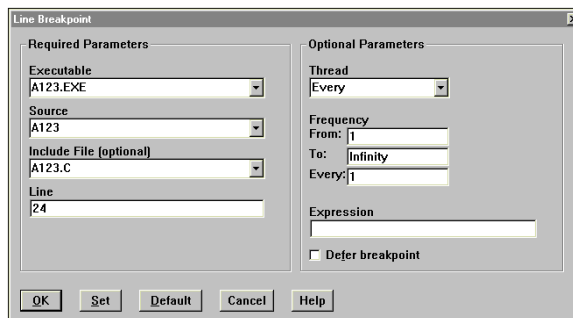 Line Breakpoint
Required Parameters
Executable
A123.EXE
Source
A123
Include File (optional)
A123.C
Line
24
Optional Parameters
Thread
Every
Frequency
From: 1
To: Infinity
Every: 1
Expression
Defer breakpoint
OK Set Default Cancel Help